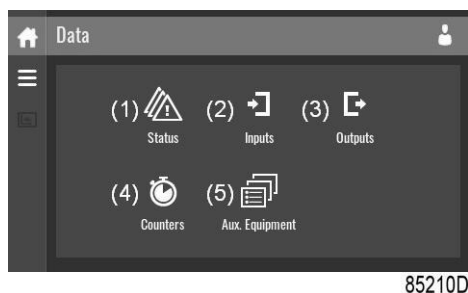 Data
(1) (2) (3)
Status Inputs Outputs
(4) (5)
Counters Aux. Equipment
85210D